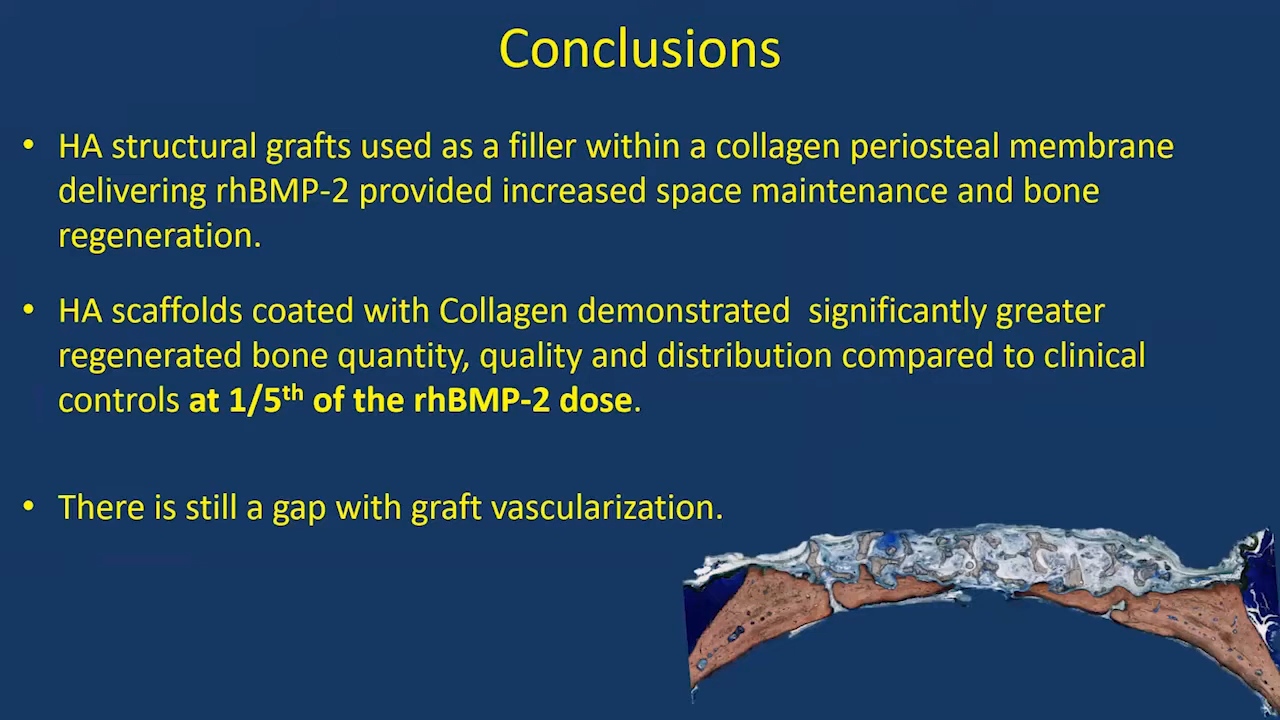 Conclusions
• HA structural grafts used as a filler within a collagen periosteal membrane
delivering rhBMP-2 provided increased space maintenance and bone
regeneration.
• HA scaffolds coated with Collagen demonstrated  significantly greater
regenerated bone quantity, quality and distribution compared to clinical
controls at 1/5th of the rhBMP-2 dose.
• There is still a gap with graft vascularization.